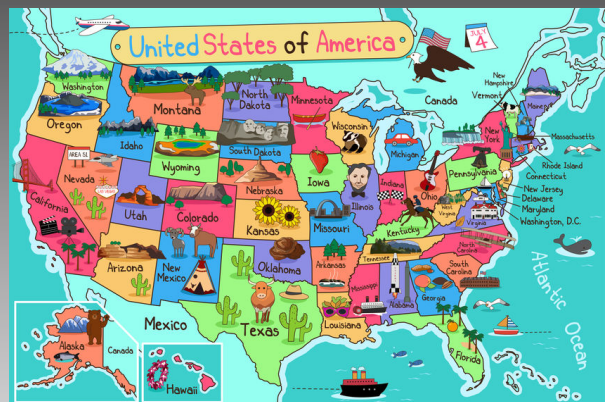 United States of America
JULY
4
Washington
Oregon
Idaho
Montana
North
Dakota
Minnesota
Wisconsin
Michigan
Canada
New
Hampshire
Vermont
Maine
Massachusetts
Rhode Island
Connecticut
New Jersey
Delaware
Maryland
Washington, D.C.
New
York
Pennsylvania
Wyoming
South Dakota
Iowa
Nebraska
AREA 51
Nevada
LAS VEGAS
Utah
Colorado
Kansas
Missouri
Illinois
Indiana
Ohio
West
Virginia
Virginia
Kentucky
California
Arizona
New
Mexico
Oklahoma
Arkansas
Tennessee
North
Carolina
South
Carolina
Mississippi
Alabama
Georgia
Texas
Louisiana
Florida
Mexico
Alaska
Canada
Hawaii
Atlantic Ocean